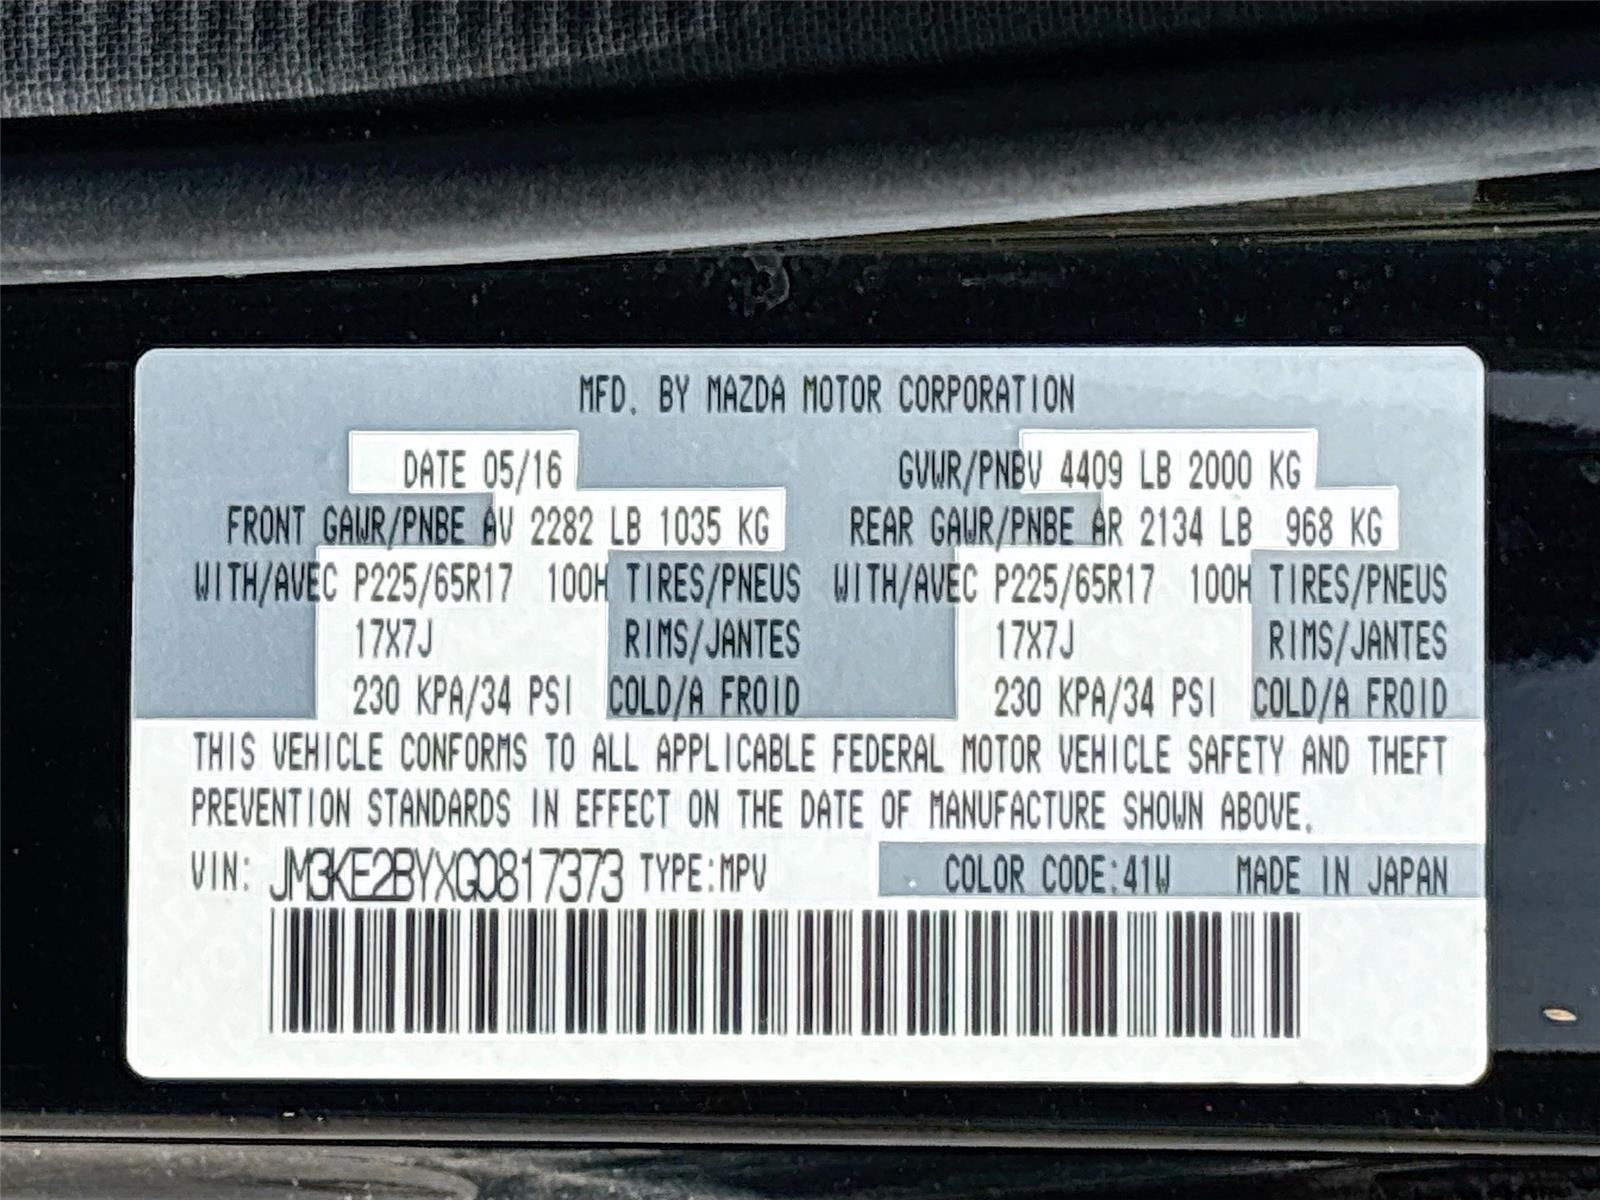 MFD. BY MAZDA MOTOR CORPORATION
DATE 05/16 GVWR/PNBV 4409 LB 2000 KG
FRONT GAWR/PNBE AV 2282 LB 1035 KG REAR GAWR/PNBE AR 2134 LB 968 KG
WITH/AVEC P225/65R17 100H TIRES/PNEUS WITH/AVEC P225/65R17 100H TIRES/PNEUS
17X7J RIMS/JANTES 17X7J RIMS/JANTES
230 KPA/34 PSI COLD/A FROID 230 KPA/34 PSI COLD/A FROID
THIS VEHICLE CONFORMS TO ALL APPLICABLE FEDERAL MOTOR VEHICLE SAFETY AND THEFT
PREVENTION STANDARDS IN EFFECT ON THE DATE OF MANUFACTURE SHOWN ABOVE.
VIN: JM3KE2BYXG0817373 TYPE:MPV COLOR CODE:41W MADE IN JAPAN